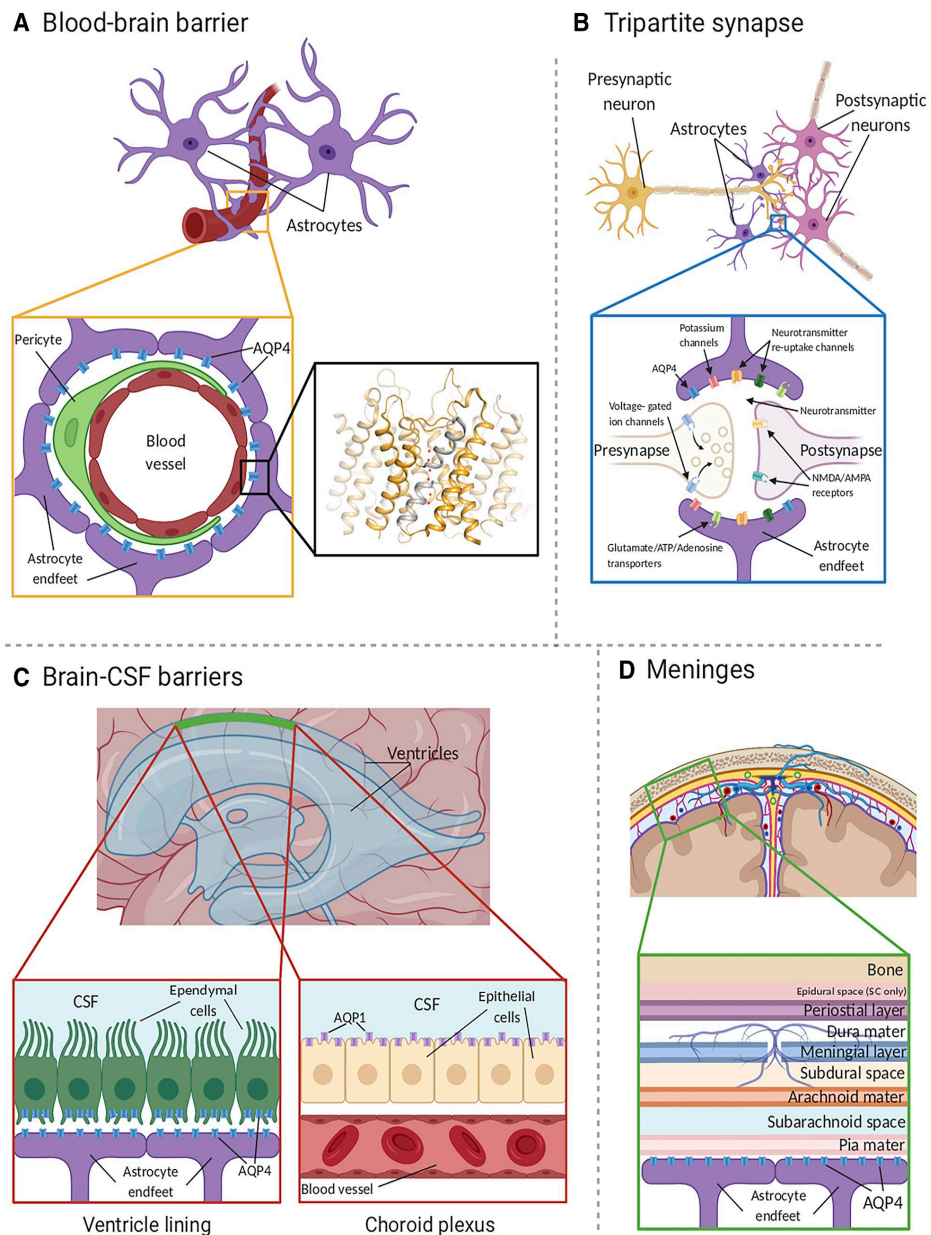 A Blood-brain barrier
Astrocytes
Pericyte
AQP4
Blood
vessel
Astrocyte
endfeet
B Tripartite synapse
Presynaptic
neuron
Astrocytes
Postsynaptic
neurons
Potassium
channels
Neurotransmitter
re-uptake channels
AQP4
Voltage- gated
ion channels
Neurotransmitter
Presynapse
Postsynapse
NMDA/AMPA
receptors
Glutamate/ATP/Adenosine
transporters
Astrocyte
endfeet
C Brain-CSF barriers
Ventricles
CSF
Ependymal
cells
Astrocyte
endfeet
AQP4
Ventricle lining
AQP1
CSF
Epithelial
cells
Blood vessel
Choroid plexus
D Meninges
Bone
Epidural space (SC only)
Periostial layer
Dura mater
Meningial layer
Subdural space
Arachnoid mater
Subarachnoid space
Pia mater
Astrocyte
endfeet
AQP4